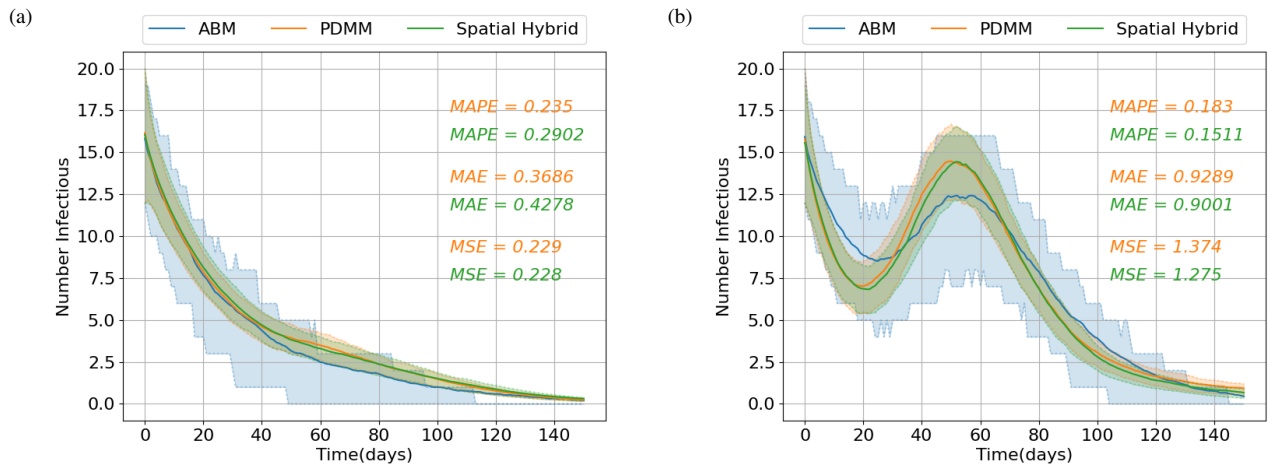 (a)
ABM PDMM Spatial Hybrid
20.0
17.5
15.0
12.5
10.0
7.5
5.0
2.5
0.0
Number Infectious
MAPE = 0.235
MAPE = 0.2902
MAE = 0.3686
MAE = 0.4278
MSE = 0.229
MSE = 0.228
0 20 40 60 80 100 120 140
Time(days)
(b)
ABM PDMM Spatial Hybrid
20.0
17.5
15.0
12.5
10.0
7.5
5.0
2.5
0.0
Number Infectious
MAPE = 0.183
MAPE = 0.1511
MAE = 0.9289
MAE = 0.9001
MSE = 1.374
MSE = 1.275
0 20 40 60 80 100 120 140
Time(days)